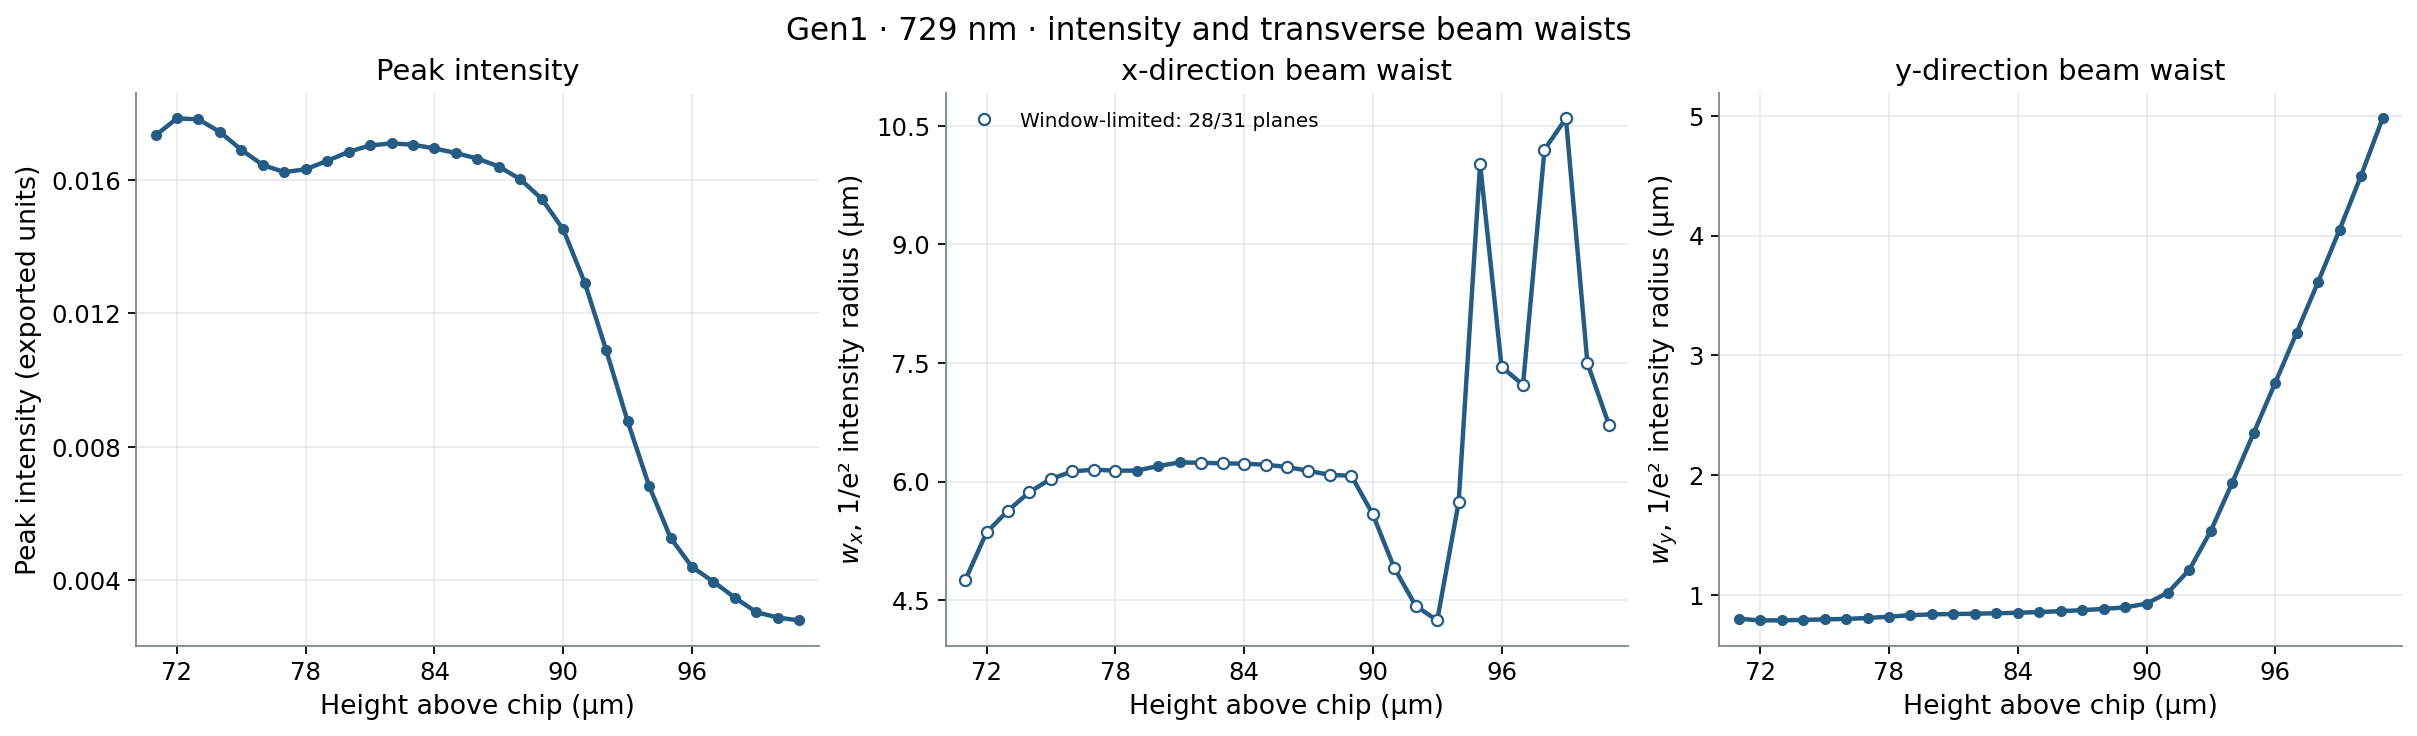 Gen1 · 729 nm · intensity and transverse beam waists
Peak intensity
Peak intensity (exported units)
0.016
0.012
0.008
0.004
72 78 84 90 96
Height above chip (μm)
x-direction beam waist
wₓ, 1/e² intensity radius (μm)
Window-limited: 28/31 planes
10.5
9.0
7.5
6.0
4.5
72 78 84 90 96
Height above chip (μm)
y-direction beam waist
w_y, 1/e² intensity radius (μm)
5
4
3
2
1
72 78 84 90 96
Height above chip (μm)